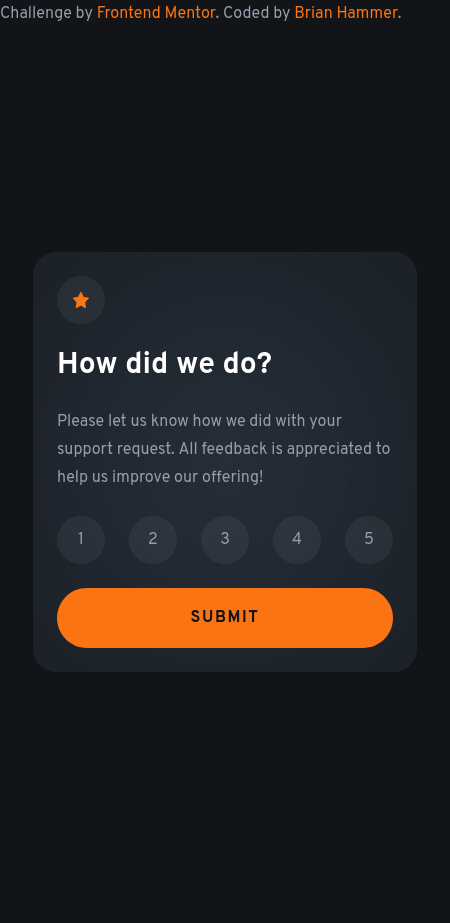 Challenge by Frontend Mentor. Coded by Brian Hammer.
How did we do?
Please let us know how we did with your
support request. All feedback is appreciated to
help us improve our offering!
1 2 3 4 5
SUBMIT